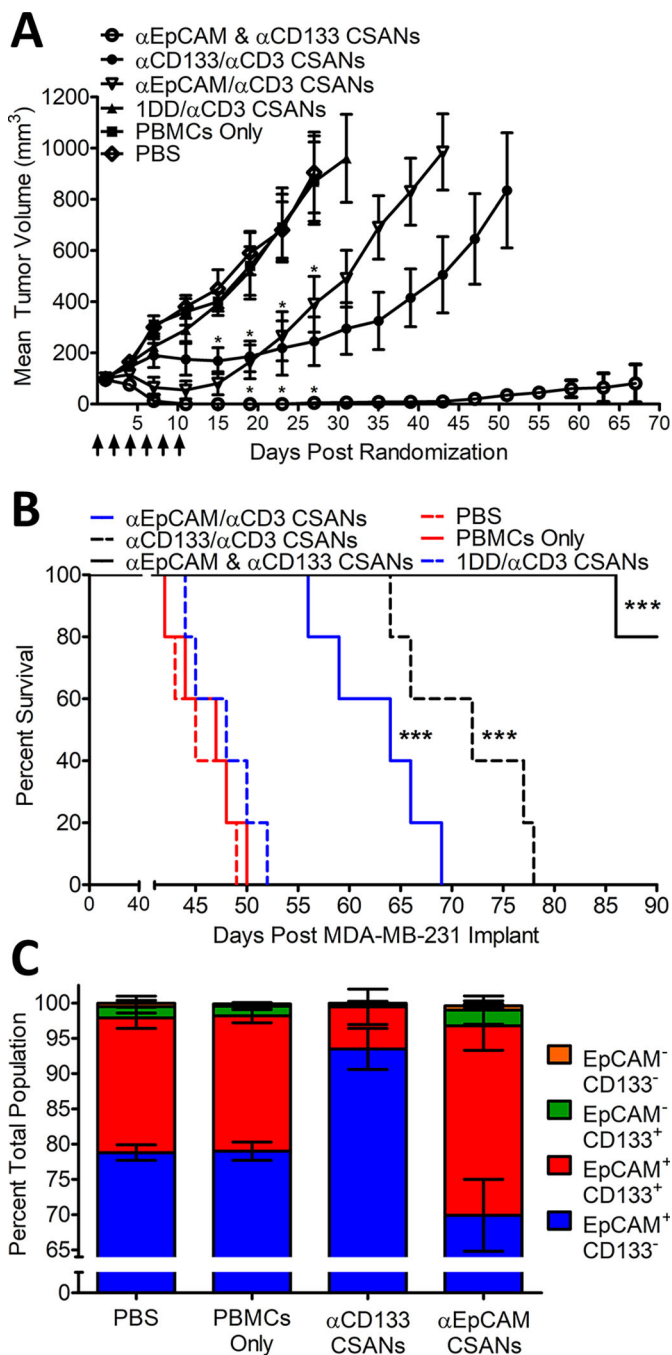 A
αEpCAM & αCD133 CSANs
αCD133/αCD3 CSANs
αEpCAM/αCD3 CSANs
1DD/αCD3 CSANs
PBMCs Only
PBS
Mean Tumor Volume (mm³)
1200
1000
800
600
400
200
0
* * * *
* * *
5 10 15 20 25 30 35 40 45 50 55 60 65 70
Days Post Randomization
B
αEpCAM/αCD3 CSANs
αCD133/αCD3 CSANs
αEpCAM & αCD133 CSANs
PBS
PBMCs Only
1DD/αCD3 CSANs
Percent Survival
100
80
60
40
20
0
***
*** ***
0 40 45 50 55 60 65 70 75 80 85 90
Days Post MDA-MB-231 Implant
C
Percent Total Population
100
95
90
85
80
75
70
65
0
PBS
PBMCs Only
αCD133 CSANs
αEpCAM CSANs
EpCAM⁻
CD133⁻
EpCAM⁻
CD133⁺
EpCAM⁺
CD133⁺
EpCAM⁺
CD133⁻